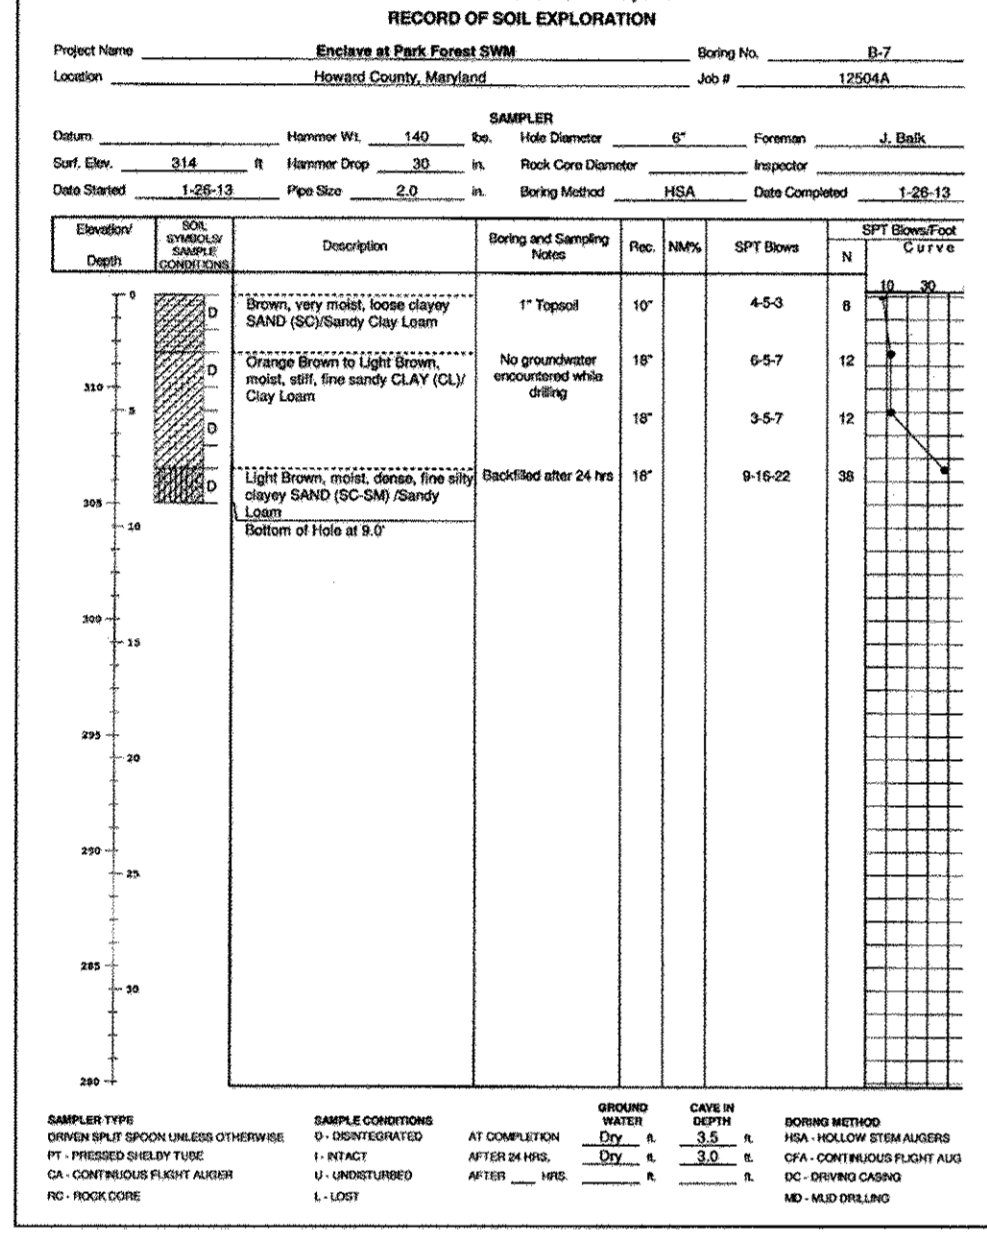 RECORD OF SOIL EXPLORATION
Project Name Enclave at Park Forest SWM Boring No. B-7
Location Howard County, Maryland Job # 12504A
SAMPLER
Datum Hammer Wt. 140 lbs. Hole Diameter 6" Foreman J. Balk
Surf. Elev. 314 ft Hammer Drop 30 in. Rock Core Diameter Inspector
Date Started 1-26-13 Pipe Size 2.0 in. Boring Method HSA Date Completed 1-26-13
Elevation/ Depth
SOIL SYMBOLS/ SAMPLE CONDITIONS
Description
Boring and Sampling Notes
Rec. NM% SPT Blows N
SPT Blows/Foot
Curve
10 30
0
D Brown, very moist, loose clayey 1" Topsoil 10" 4-5-3 8
SAND (SC)/Sandy Clay Loam
D Orange Brown to Light Brown, No groundwater 18" 6-5-7 12
moist, stiff, fine sandy CLAY (CL)/ encountered while
310 Clay Loam drilling
5
D 18" 3-5-7 12
D Light Brown, moist, dense, fine silty Backfilled after 24 hrs 18" 9-16-22 38
clayey SAND (SC-SM) /Sandy
305 Loam
10 Bottom of Hole at 9.0'
300
15
295
20
290
25
285
30
280
GROUND WATER CAVE IN DEPTH
SAMPLER TYPE SAMPLE CONDITIONS BORING METHOD
DRIVEN SPLIT SPOON UNLESS OTHERWISE D - DISINTEGRATED AT COMPLETION Dry ft. 3.5 ft. HSA - HOLLOW STEM AUGERS
PT - PRESSED SHELBY TUBE I - INTACT AFTER 24 HRS. Dry ft. 3.0 ft. CFA - CONTINUOUS FLIGHT AUG
CA - CONTINUOUS FLIGHT AUGER U - UNDISTURBED AFTER ___ HRS. ft. ft. DC - DRIVING CASING
RC - ROCK CORE L - LOST MD - MUD DRILLING